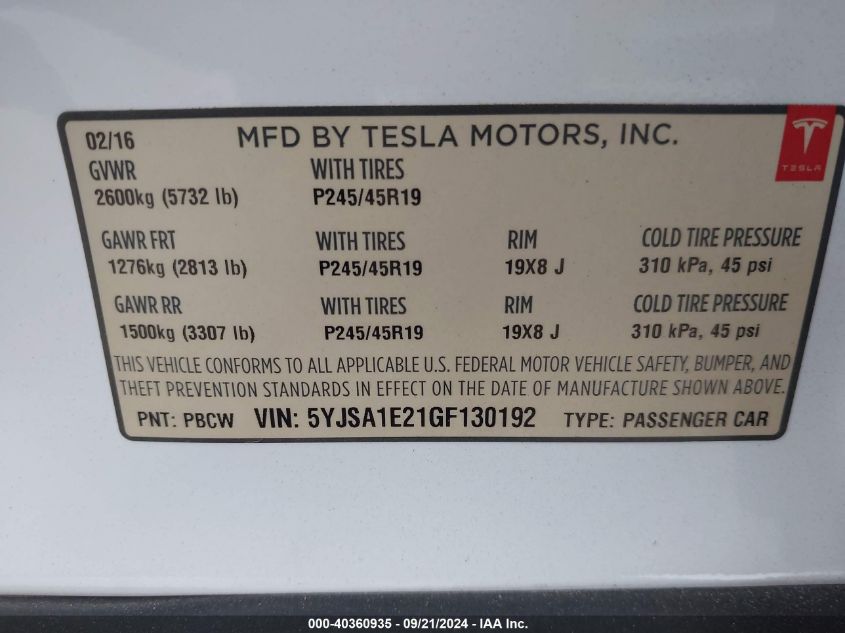 02/16 MFD BY TESLA MOTORS, INC.
TESLA
GVWR WITH TIRES
2600kg (5732 lb) P245/45R19
GAWR FRT WITH TIRES RIM COLD TIRE PRESSURE
1276kg (2813 lb) P245/45R19 19X8 J 310 kPa, 45 psi
GAWR RR WITH TIRES RIM COLD TIRE PRESSURE
1500kg (3307 lb) P245/45R19 19X8 J 310 kPa, 45 psi
THIS VEHICLE CONFORMS TO ALL APPLICABLE U.S. FEDERAL MOTOR VEHICLE SAFETY, BUMPER, AND
THEFT PREVENTION STANDARDS IN EFFECT ON THE DATE OF MANUFACTURE SHOWN ABOVE.
PNT: PBCW VIN: 5YJSA1E21GF130192 TYPE: PASSENGER CAR
000-40360935 - 09/21/2024 - IAA Inc.